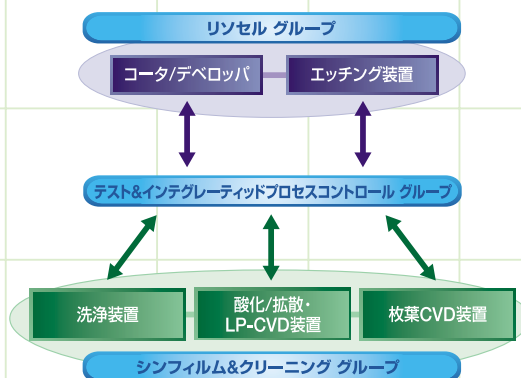 リソセル グループ
コータ/デベロッパ
エッチング装置
テスト&インテグレーティッドプロセスコントロール グループ
洗浄装置
酸化/拡散・
LP-CVD装置
枚葉CVD装置
シンフィルム&クリーニング グループ